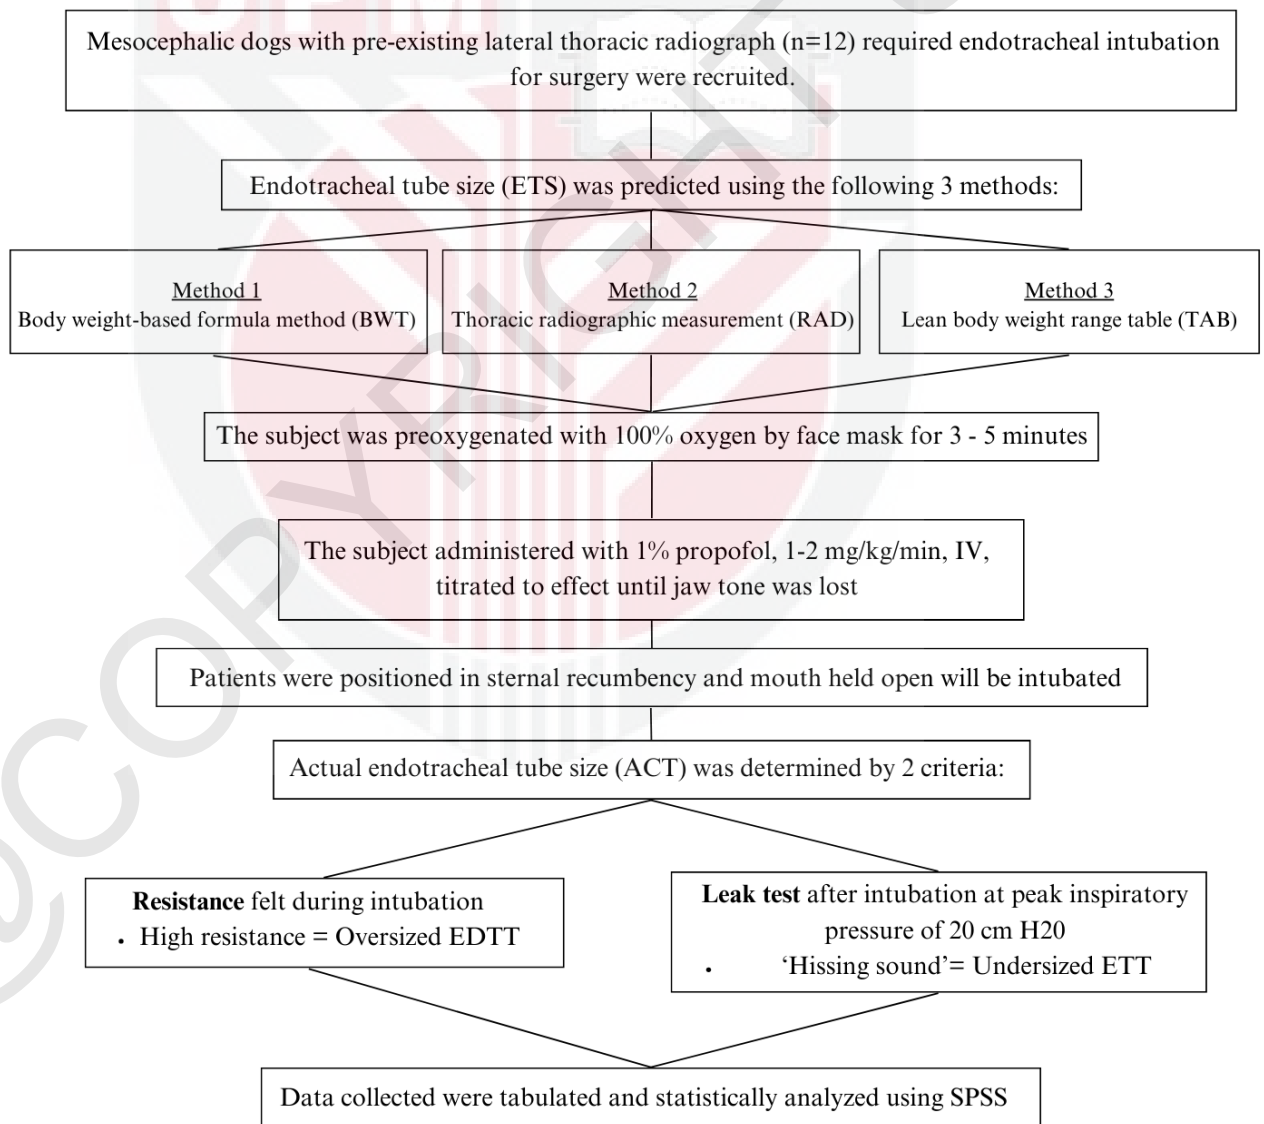 UPM
Mesocephalic dogs with pre-existing lateral thoracic radiograph (n=12) required endotracheal intubation
for surgery were recruited.
Endotracheal tube size (ETS) was predicted using the following 3 methods:
Method 1
Body weight-based formula method (BWT)
Method 2
Thoracic radiographic measurement (RAD)
Method 3
Lean body weight range table (TAB)
The subject was preoxygenated with 100% oxygen by face mask for 3 - 5 minutes
The subject administered with 1% propofol, 1-2 mg/kg/min, IV,
titrated to effect until jaw tone was lost
Patients were positioned in sternal recumbency and mouth held open will be intubated
Actual endotracheal tube size (ACT) was determined by 2 criteria:
Resistance felt during intubation
• High resistance = Oversized EDTT
Leak test after intubation at peak inspiratory
pressure of 20 cm H20
• ‘Hissing sound’= Undersized ETT
Data collected were tabulated and statistically analyzed using SPSS
@COPYRIGHT